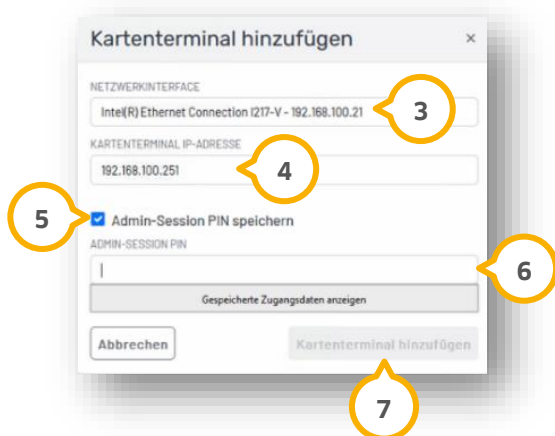 Kartenterminal hinzufügen ×
NETZWERKINTERFACE
Intel(R) Ethernet Connection I217-V - 192.168.100.21
3
KARTENTERMINAL IP-ADRESSE
192.168.100.251
4
5
Admin-Session PIN speichern
ADMIN-SESSION PIN
6
Gespeicherte Zugangsdaten anzeigen
Abbrechen
Kartenterminal hinzufügen
7